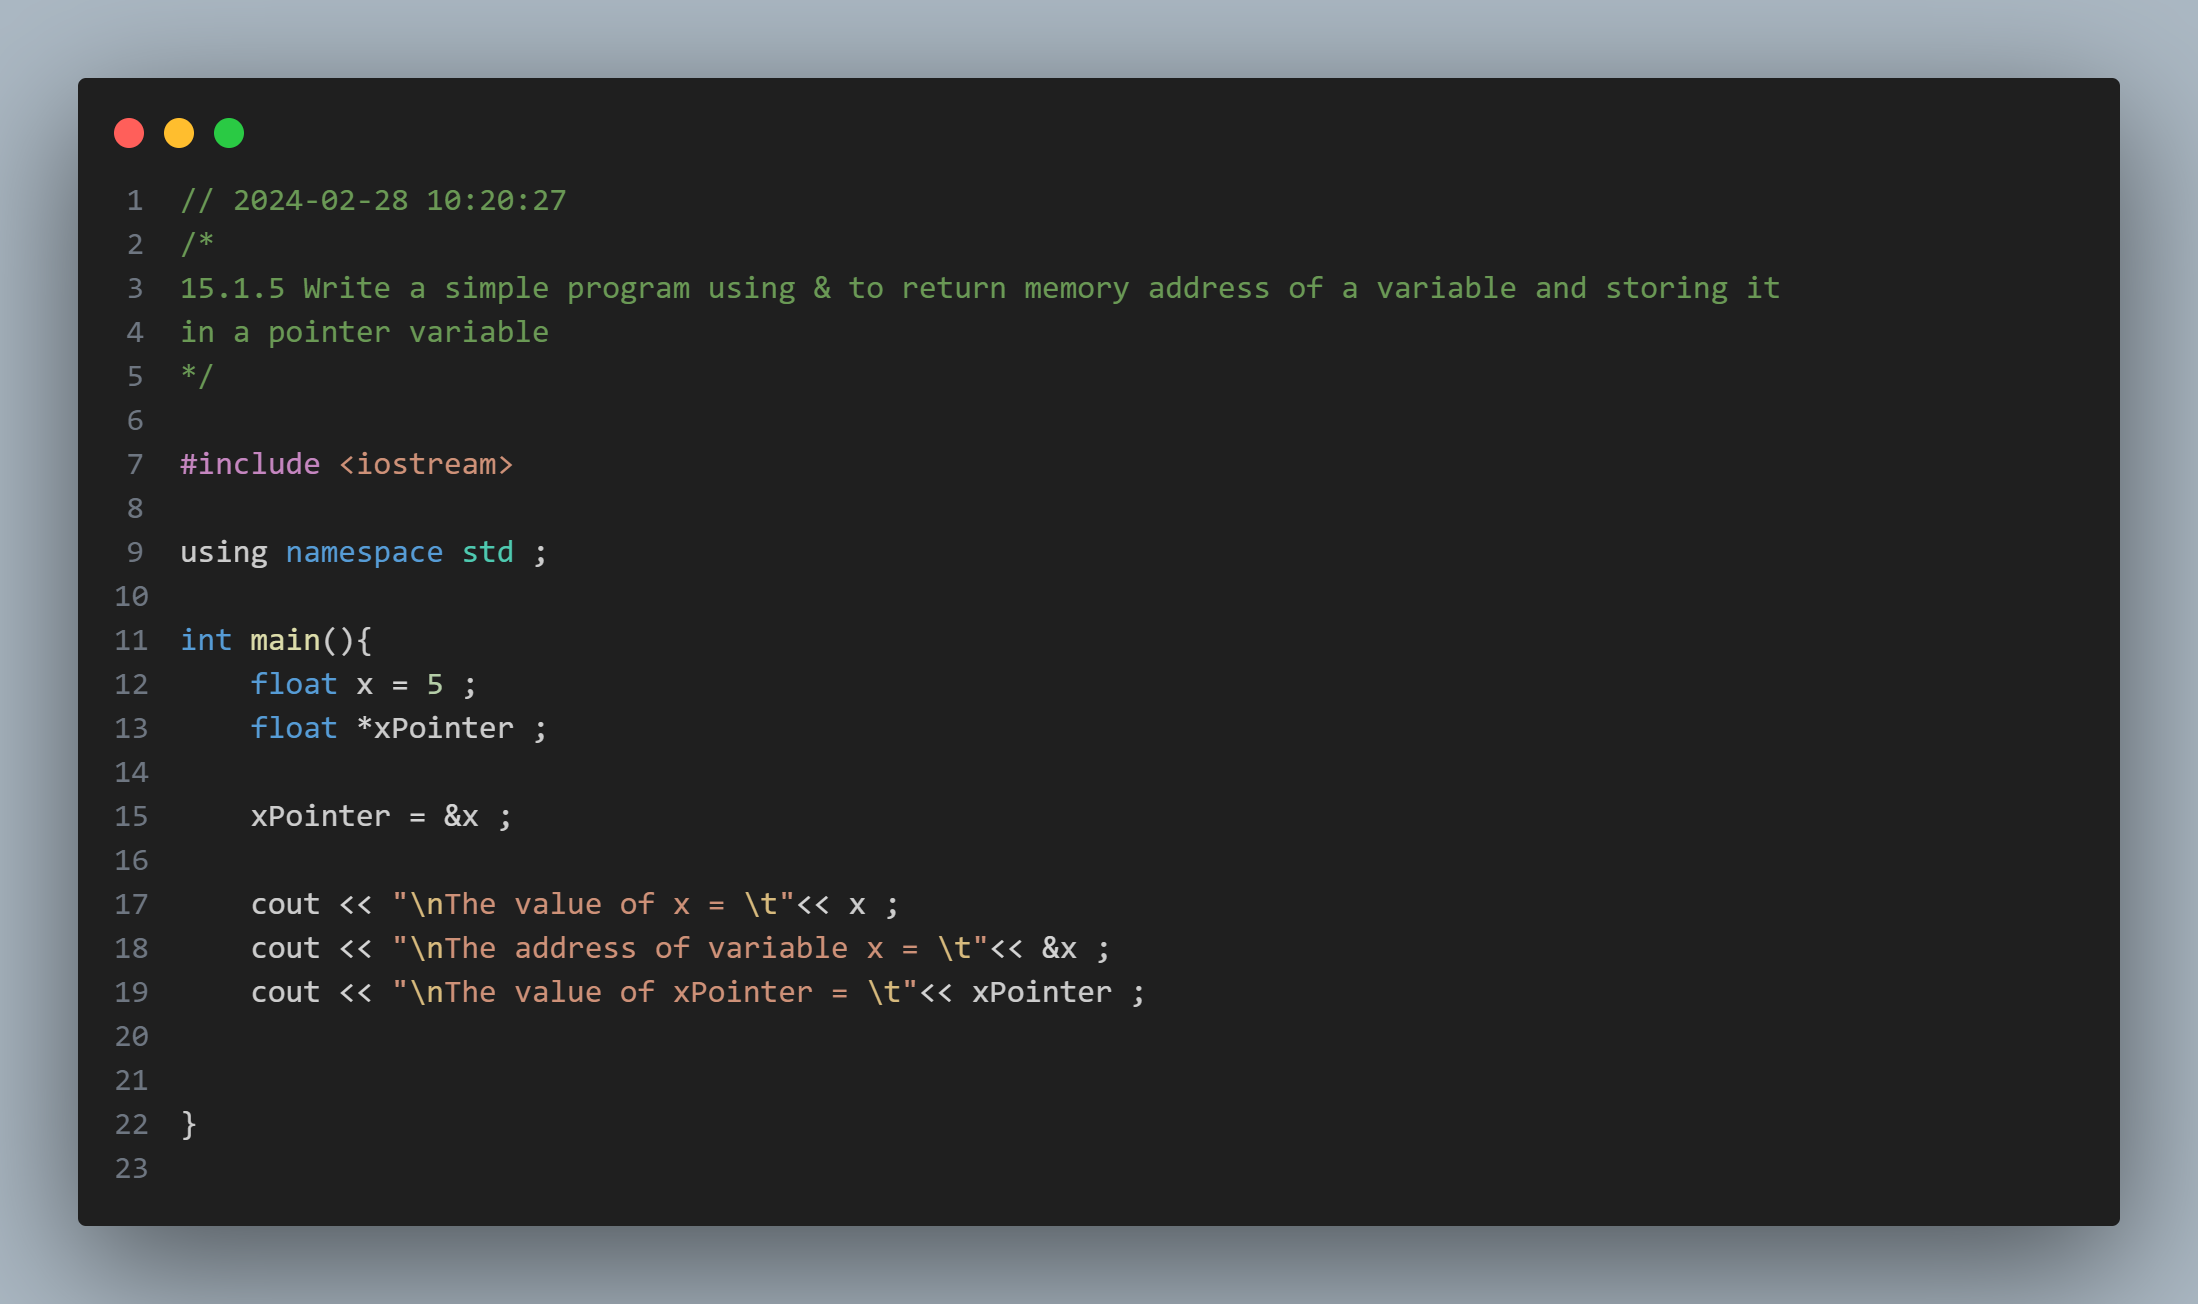 1 // 2024-02-28 10:20:27
2 /*
3 15.1.5 Write a simple program using & to return memory address of a variable and storing it
4 in a pointer variable
5 */
6
7 #include <iostream>
8
9 using namespace std ;
10
11 int main(){
12     float x = 5 ;
13     float *xPointer ;
14
15     xPointer = &x ;
16
17     cout << "\nThe value of x = \t"<< x ;
18     cout << "\nThe address of variable x = \t"<< &x ;
19     cout << "\nThe value of xPointer = \t"<< xPointer ;
20
21
22 }
23